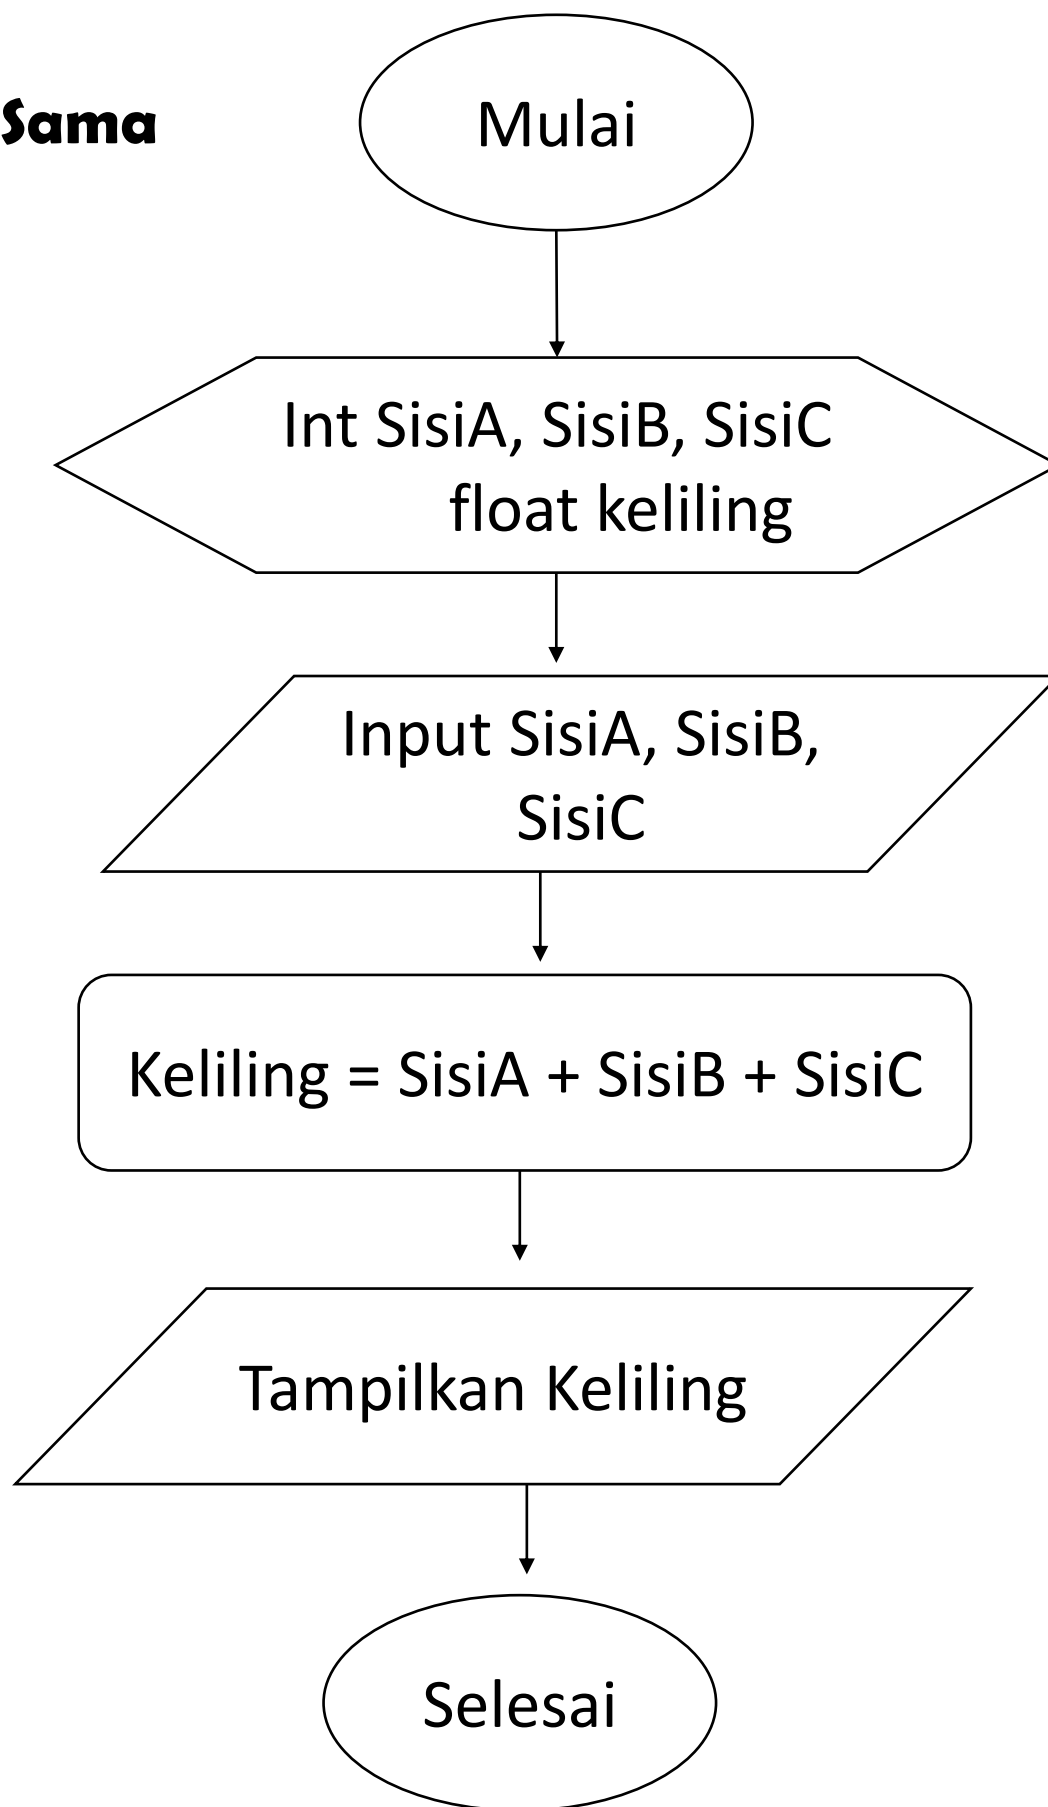 Sama
Mulai
Int SisiA, SisiB, SisiC
float keliling
Input SisiA, SisiB,
SisiC
Keliling = SisiA + SisiB + SisiC
Tampilkan Keliling
Selesai